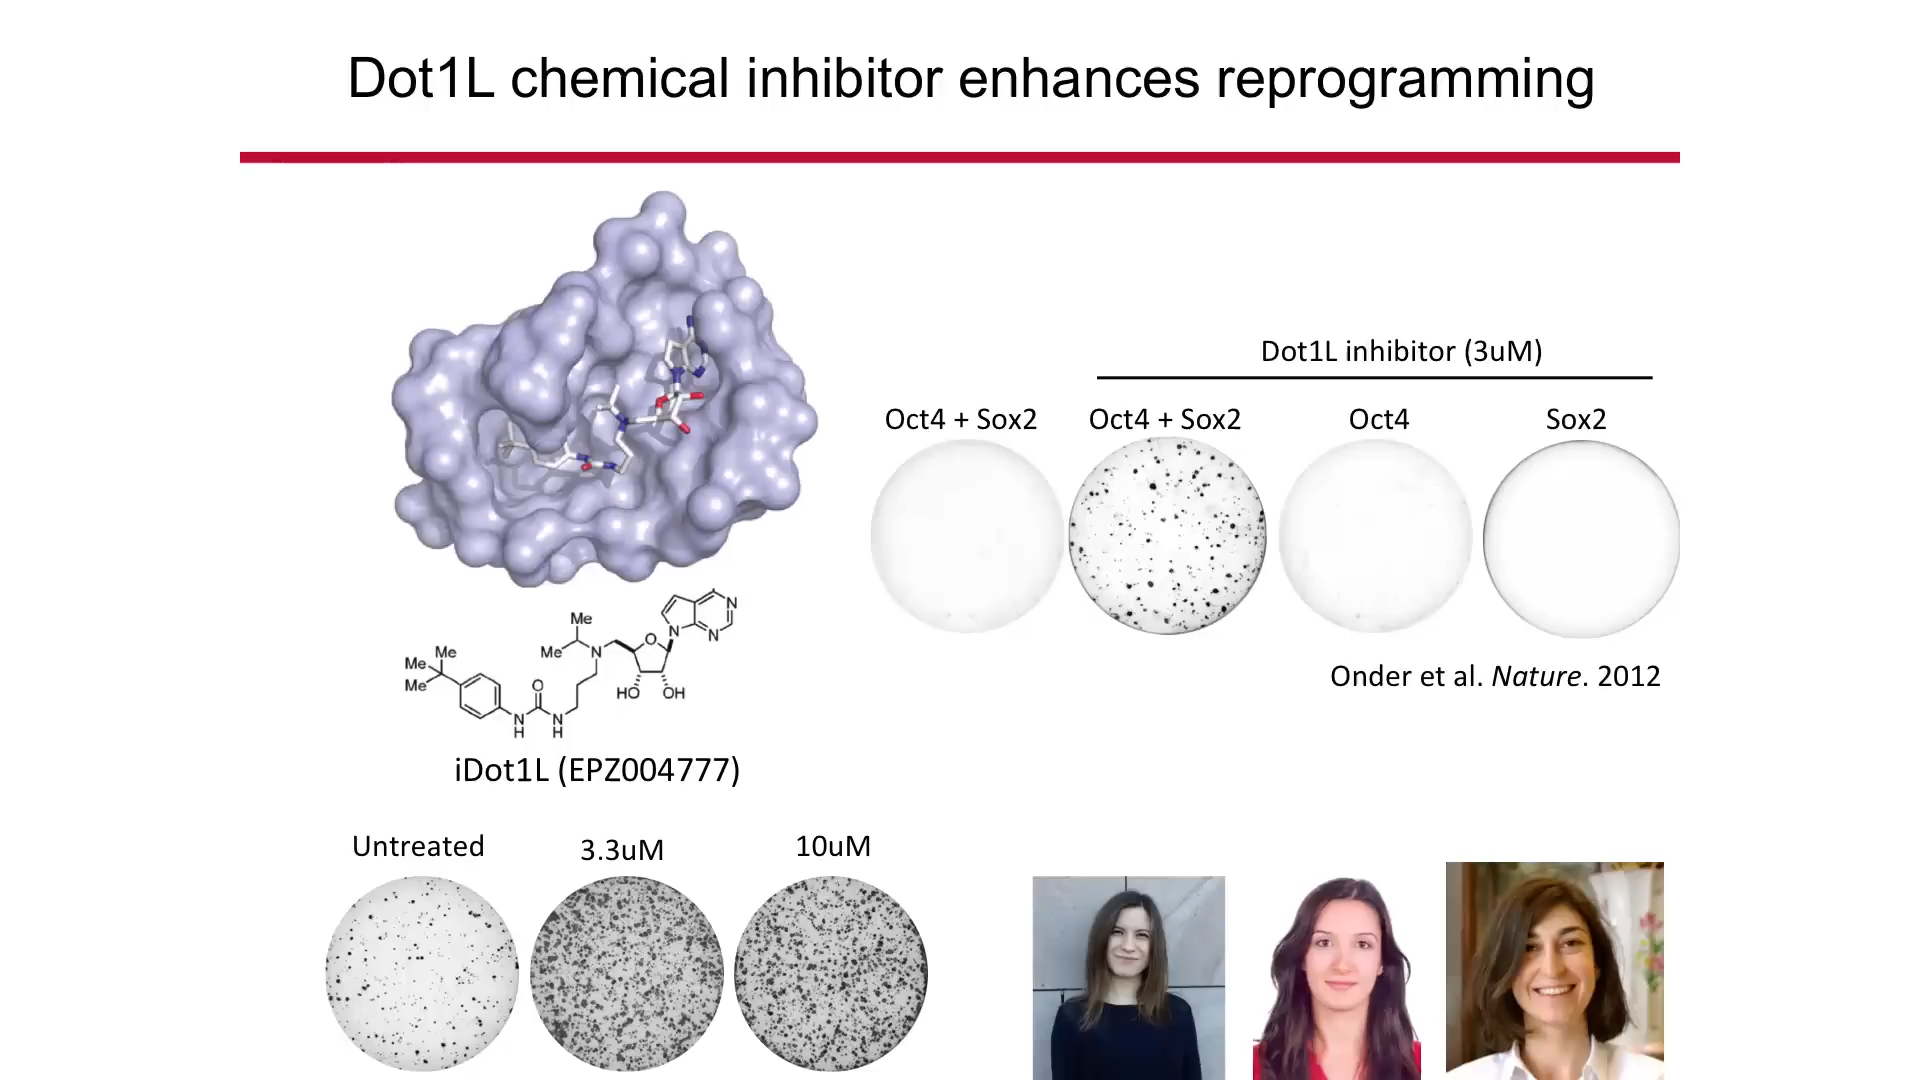 Dot1L chemical inhibitor enhances reprogramming
Dot1L inhibitor (3uM)
Oct4 + Sox2
Oct4 + Sox2
Oct4
Sox2
Onder et al. Nature. 2012
Me
Me
Me
Me
Me
N
O
N
N
N
HO
OH
O
N
H
N
H
iDot1L (EPZ004777)
Untreated
3.3uM
10uM